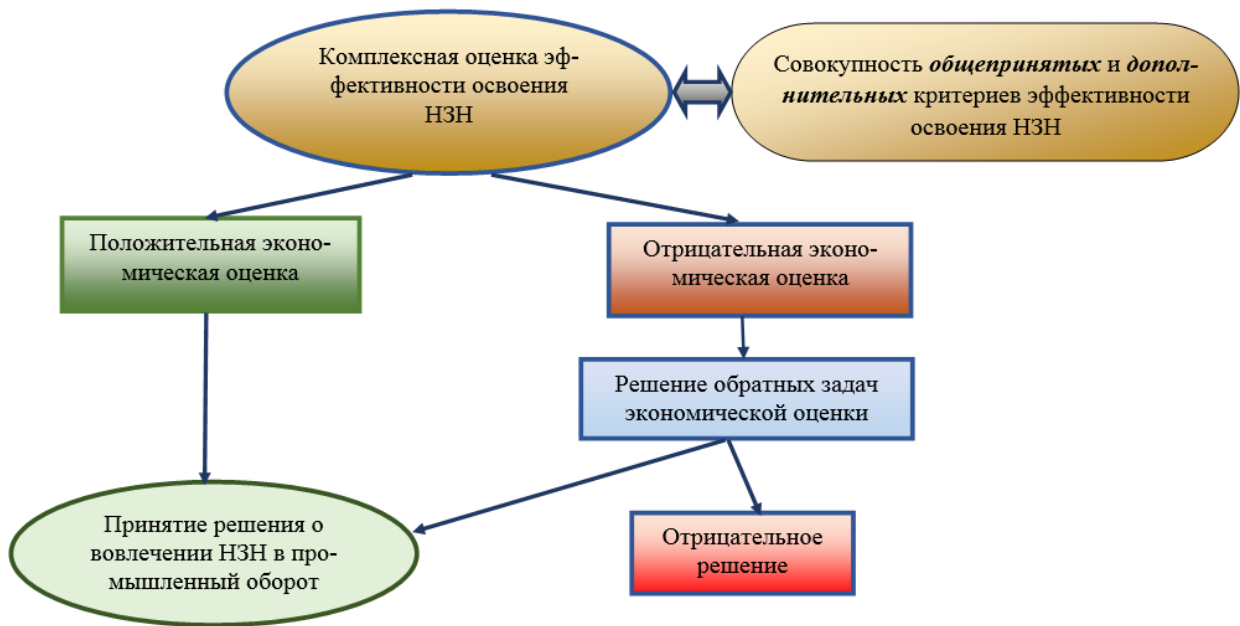 Комплексная оценка эф-
фективности освоения
НЗН
Совокупность общепринятых и допол-
нительных критериев эффективности
освоения НЗН
Положительная эконо-
мическая оценка
Отрицательная эконо-
мическая оценка
Решение обратных задач
экономической оценки
Принятие решения о
вовлечении НЗН в про-
мышленный оборот
Отрицательное
решение